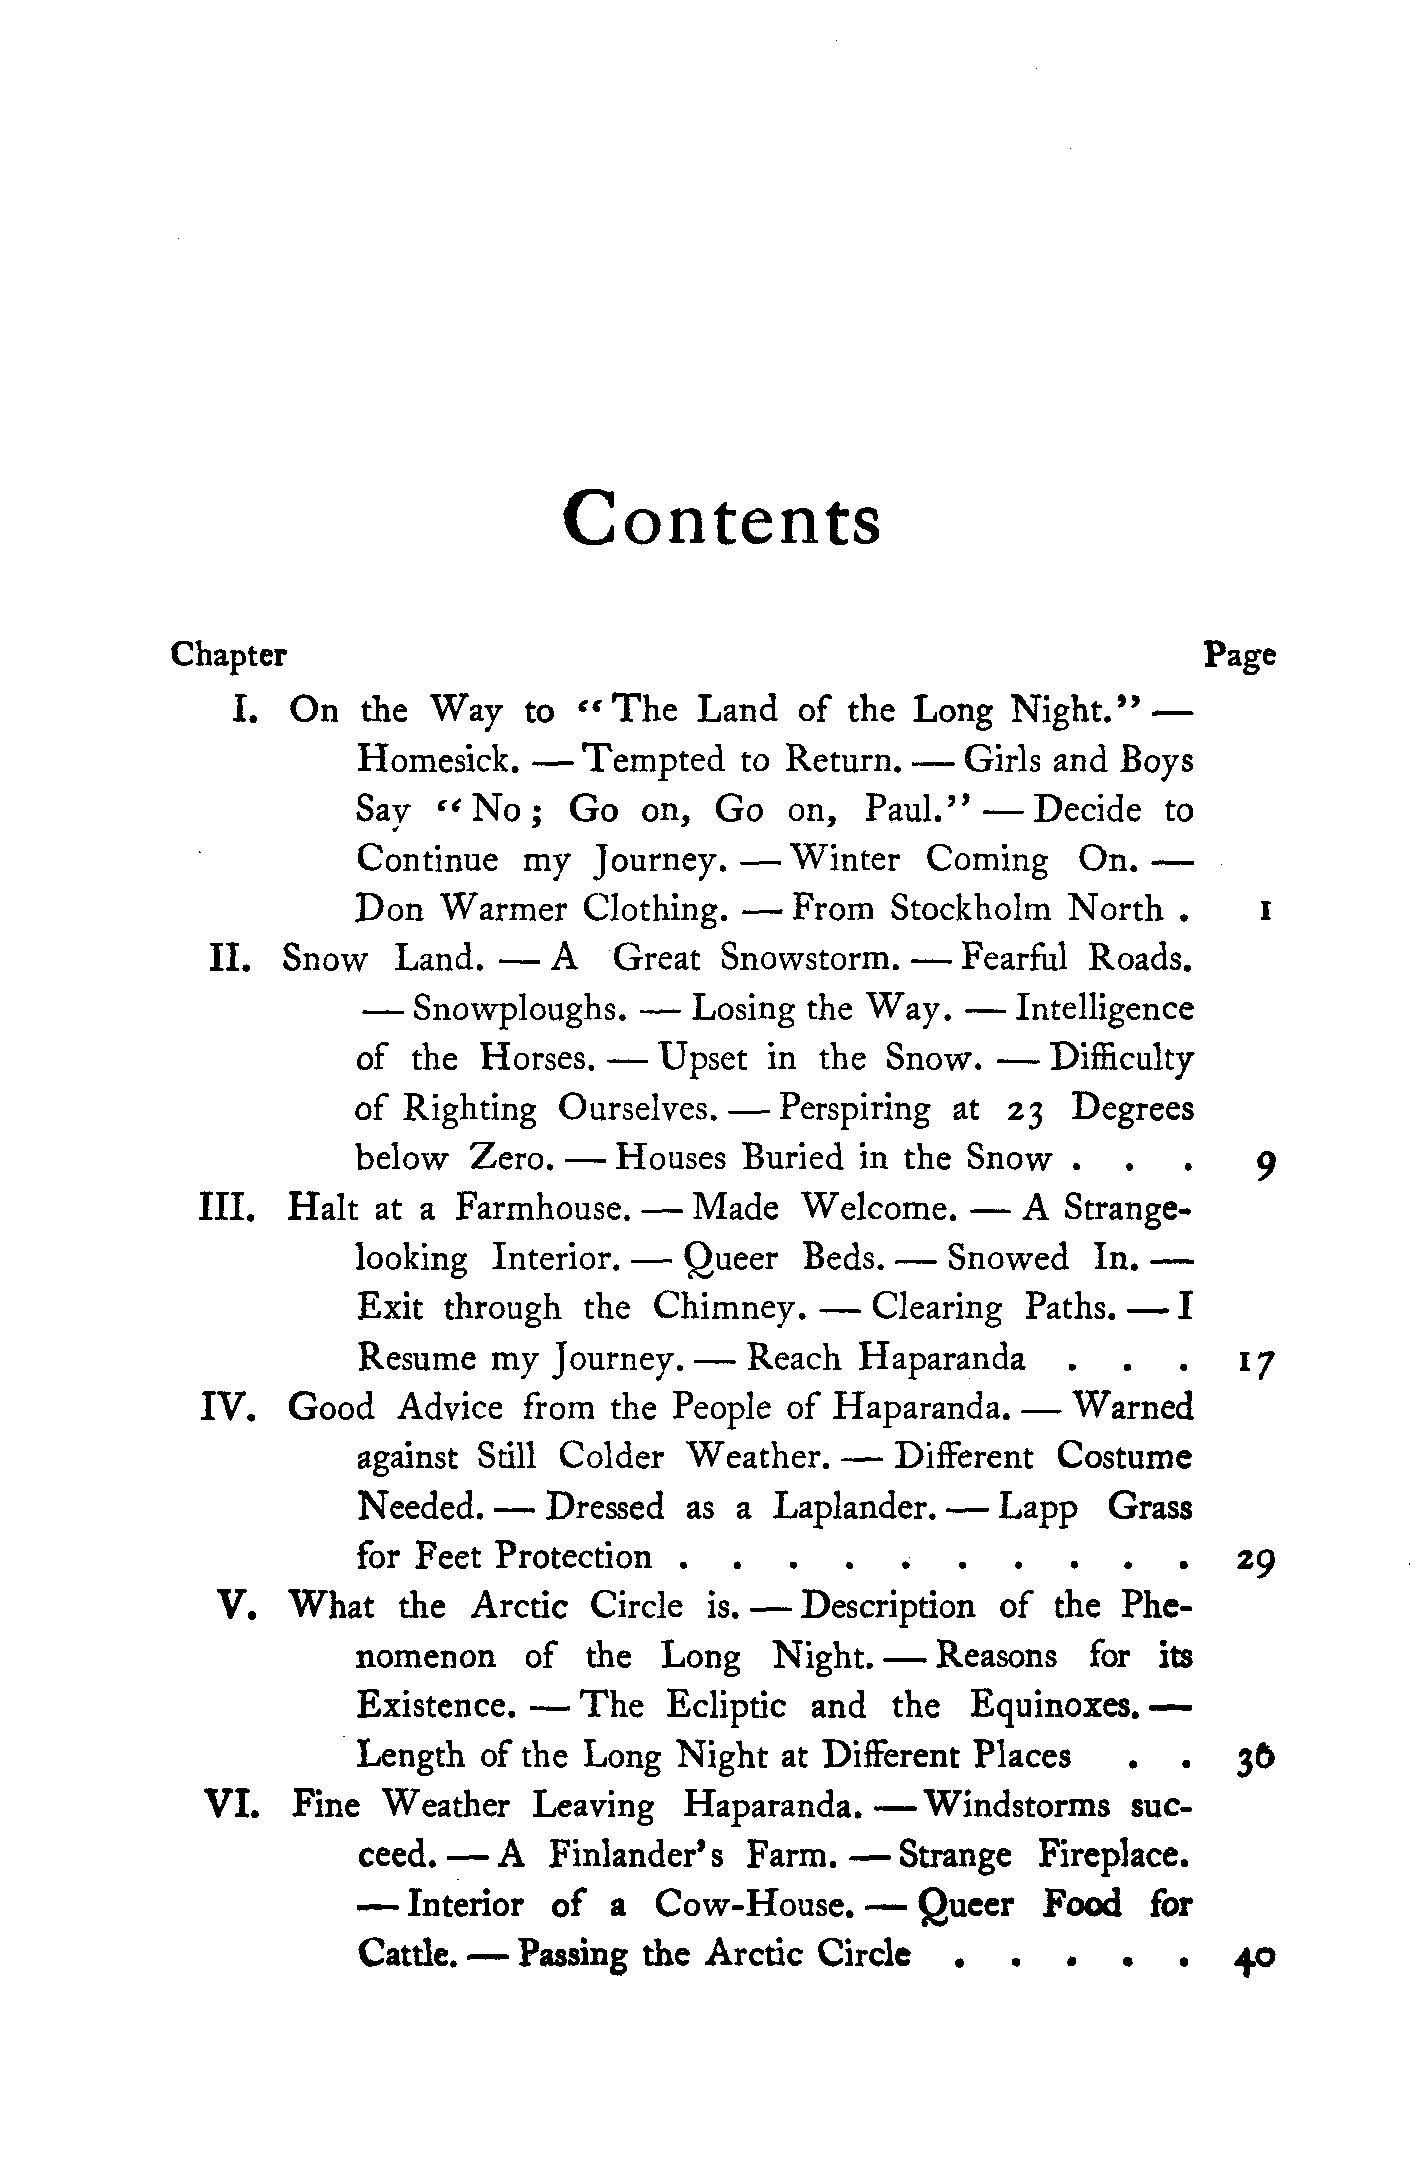 Contents
Chapter Page
I. On the Way to “The Land of the Long Night.” —
Homesick. — Tempted to Return. — Girls and Boys
Say “No; Go on, Go on, Paul.” — Decide to
Continue my Journey. — Winter Coming On. —
Don Warmer Clothing. — From Stockholm North . 1
II. Snow Land. — A Great Snowstorm. — Fearful Roads.
— Snowploughs. — Losing the Way. — Intelligence
of the Horses. — Upset in the Snow. — Difficulty
of Righting Ourselves. — Perspiring at 23 Degrees
below Zero. — Houses Buried in the Snow . . . 9
III. Halt at a Farmhouse. — Made Welcome. — A Strange-
looking Interior. — Queer Beds. — Snowed In. —
Exit through the Chimney. — Clearing Paths. — I
Resume my Journey. — Reach Haparanda . . . 17
IV. Good Advice from the People of Haparanda. — Warned
against Still Colder Weather. — Different Costume
Needed. — Dressed as a Laplander. — Lapp Grass
for Feet Protection . . . . . . . . . . 29
V. What the Arctic Circle is. — Description of the Phe-
nomenon of the Long Night. — Reasons for its
Existence. — The Ecliptic and the Equinoxes. —
Length of the Long Night at Different Places . . 36
VI. Fine Weather Leaving Haparanda. — Windstorms suc-
ceed. — A Finlander's Farm. — Strange Fireplace.
— Interior of a Cow-House. — Queer Food for
Cattle. — Passing the Arctic Circle . . . . . 40